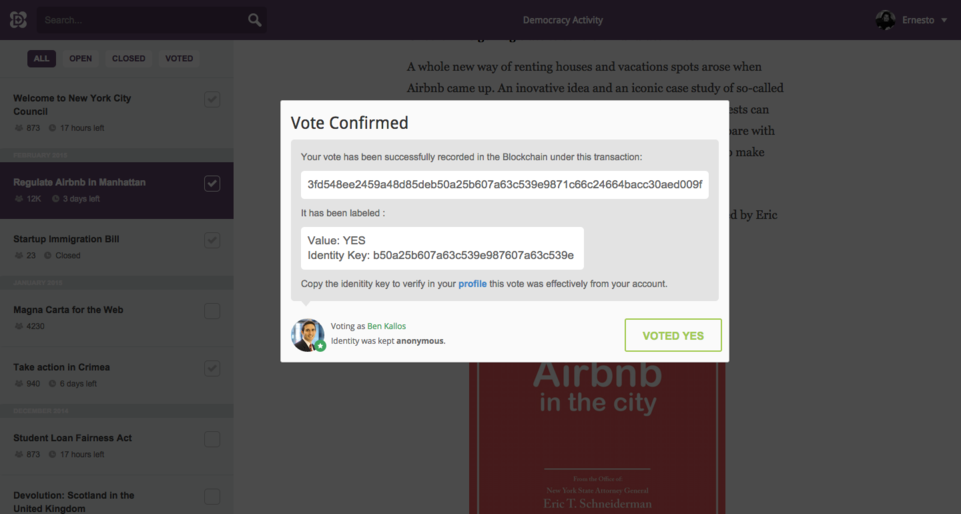 Search...
Democracy Activity
Ernesto
ALL
OPEN
CLOSED
VOTED
Welcome to New York City
Council
873
17 hours left
FEBRUARY 2015
Regulate Airbnb in Manhattan
12K
3 days left
Startup Immigration Bill
23
Closed
JANUARY 2015
Magna Carta for the Web
4230
Take action in Crimea
940
6 days left
Student Loan Fairness Act
873
17 hours left
Devolution: Scotland in the
United Kingdom
A whole new way of renting houses and vacations spots arose when
Airbnb came up. An inovative idea and an iconic case study of so-called
ests can
are with
o make
d by Eric
Vote Confirmed
Your vote has been successfully recorded in the Blockchain under this transaction:
3fd548ee2459a48d85deb50a25b607a63c539e9871c66c24664bacc30aed009f
It has been labeled :
Value: YES
Identity Key: b50a25b607a63c539e987607a63c539e
Copy the idenitity key to verify in your profile this vote was effectively from your account.
Voting as Ben Kallos
Identity was kept anonymous.
VOTED YES
Airbnb
in the city
From the Office of:
New York State Attorney General
Eric T. Schneiderman